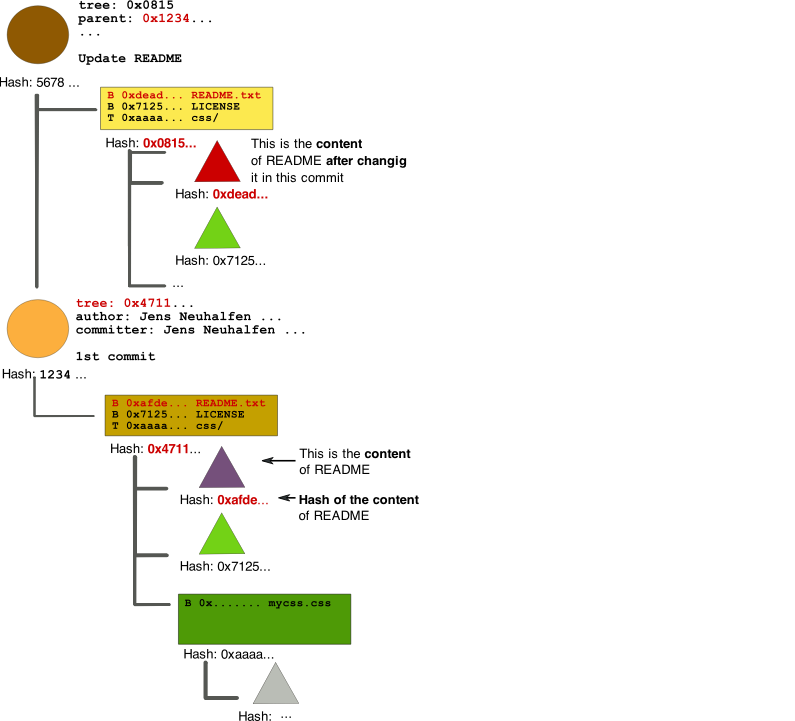 tree: 0x0815
parent: 0x1234...
...
Update README
Hash: 5678 ...
B 0xdead... README.txt
B 0x7125... LICENSE
T 0xaaaa... css/
Hash: 0x0815...
This is the content
of README after changig
it in this commit
Hash: 0xdead...
Hash: 0x7125...
...
tree: 0x4711...
author: Jens Neuhalfen ...
committer: Jens Neuhalfen ...
1st commit
Hash: 1234 ...
B 0xafde... README.txt
B 0x7125... LICENSE
T 0xaaaa... css/
Hash: 0x4711...
This is the content
of README
Hash: 0xafde...
Hash of the content
of README
Hash: 0x7125...
B 0x....... mycss.css
Hash: 0xaaaa...
Hash: ...